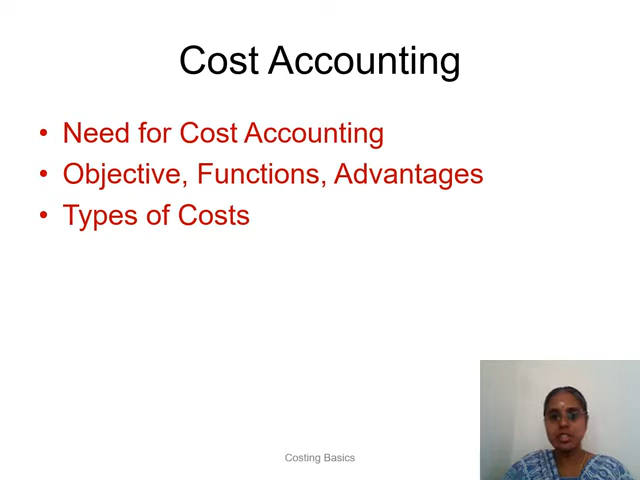 Cost Accounting
• Need for Cost Accounting
• Objective, Functions, Advantages
• Types of Costs
Costing Basics